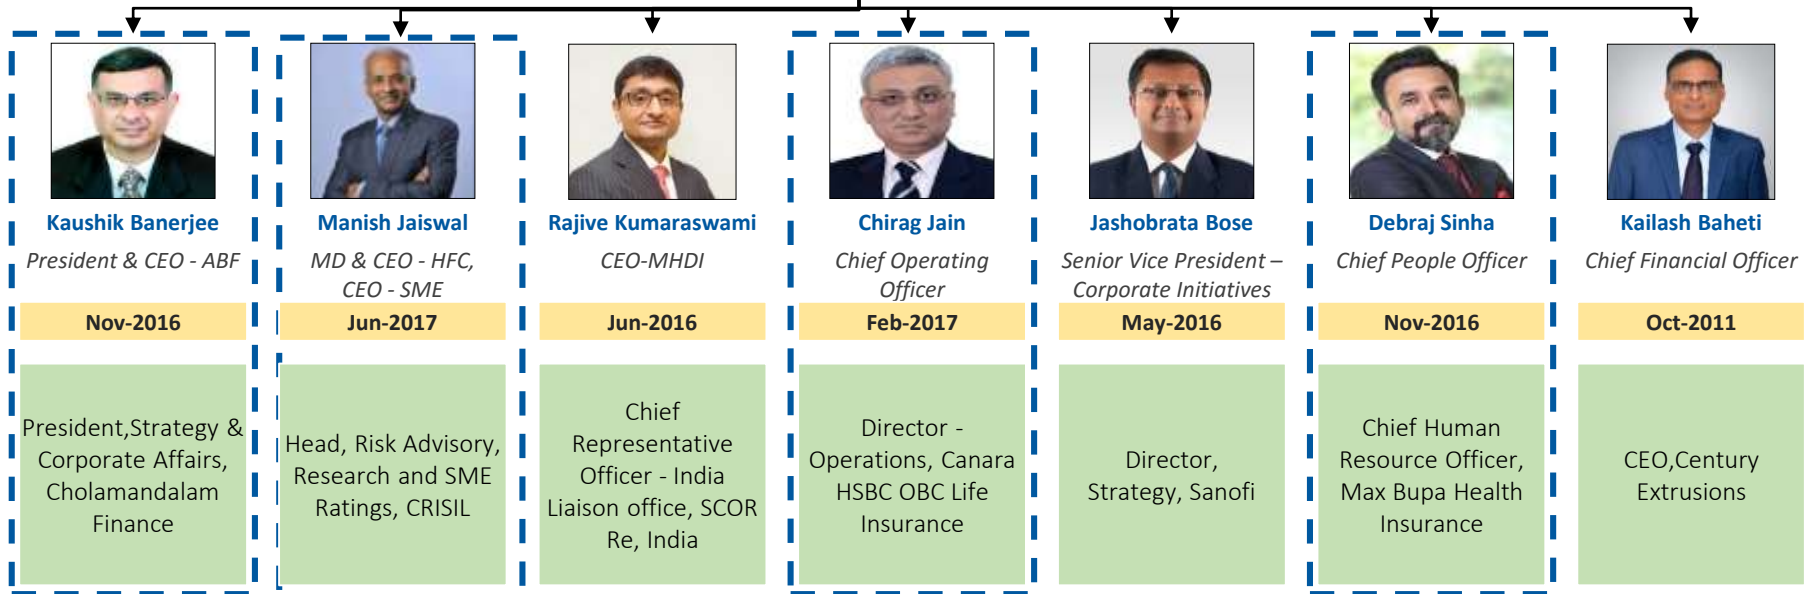 Kaushik Banerjee
President & CEO - ABF
Nov-2016
President,Strategy &
Corporate Affairs,
Cholamandalam
Finance
Manish Jaiswal
MD & CEO - HFC,
CEO - SME
Jun-2017
Head, Risk Advisory,
Research and SME
Ratings, CRISIL
Rajive Kumaraswami
CEO-MHDI
Jun-2016
Chief
Representative
Officer - India
Liaison office, SCOR
Re, India
Chirag Jain
Chief Operating
Officer
Feb-2017
Director -
Operations, Canara
HSBC OBC Life
Insurance
Jashobrata Bose
Senior Vice President –
Corporate Initiatives
May-2016
Director,
Strategy, Sanofi
Debraj Sinha
Chief People Officer
Nov-2016
Chief Human
Resource Officer,
Max Bupa Health
Insurance
Kailash Baheti
Chief Financial Officer
Oct-2011
CEO,Century
Extrusions